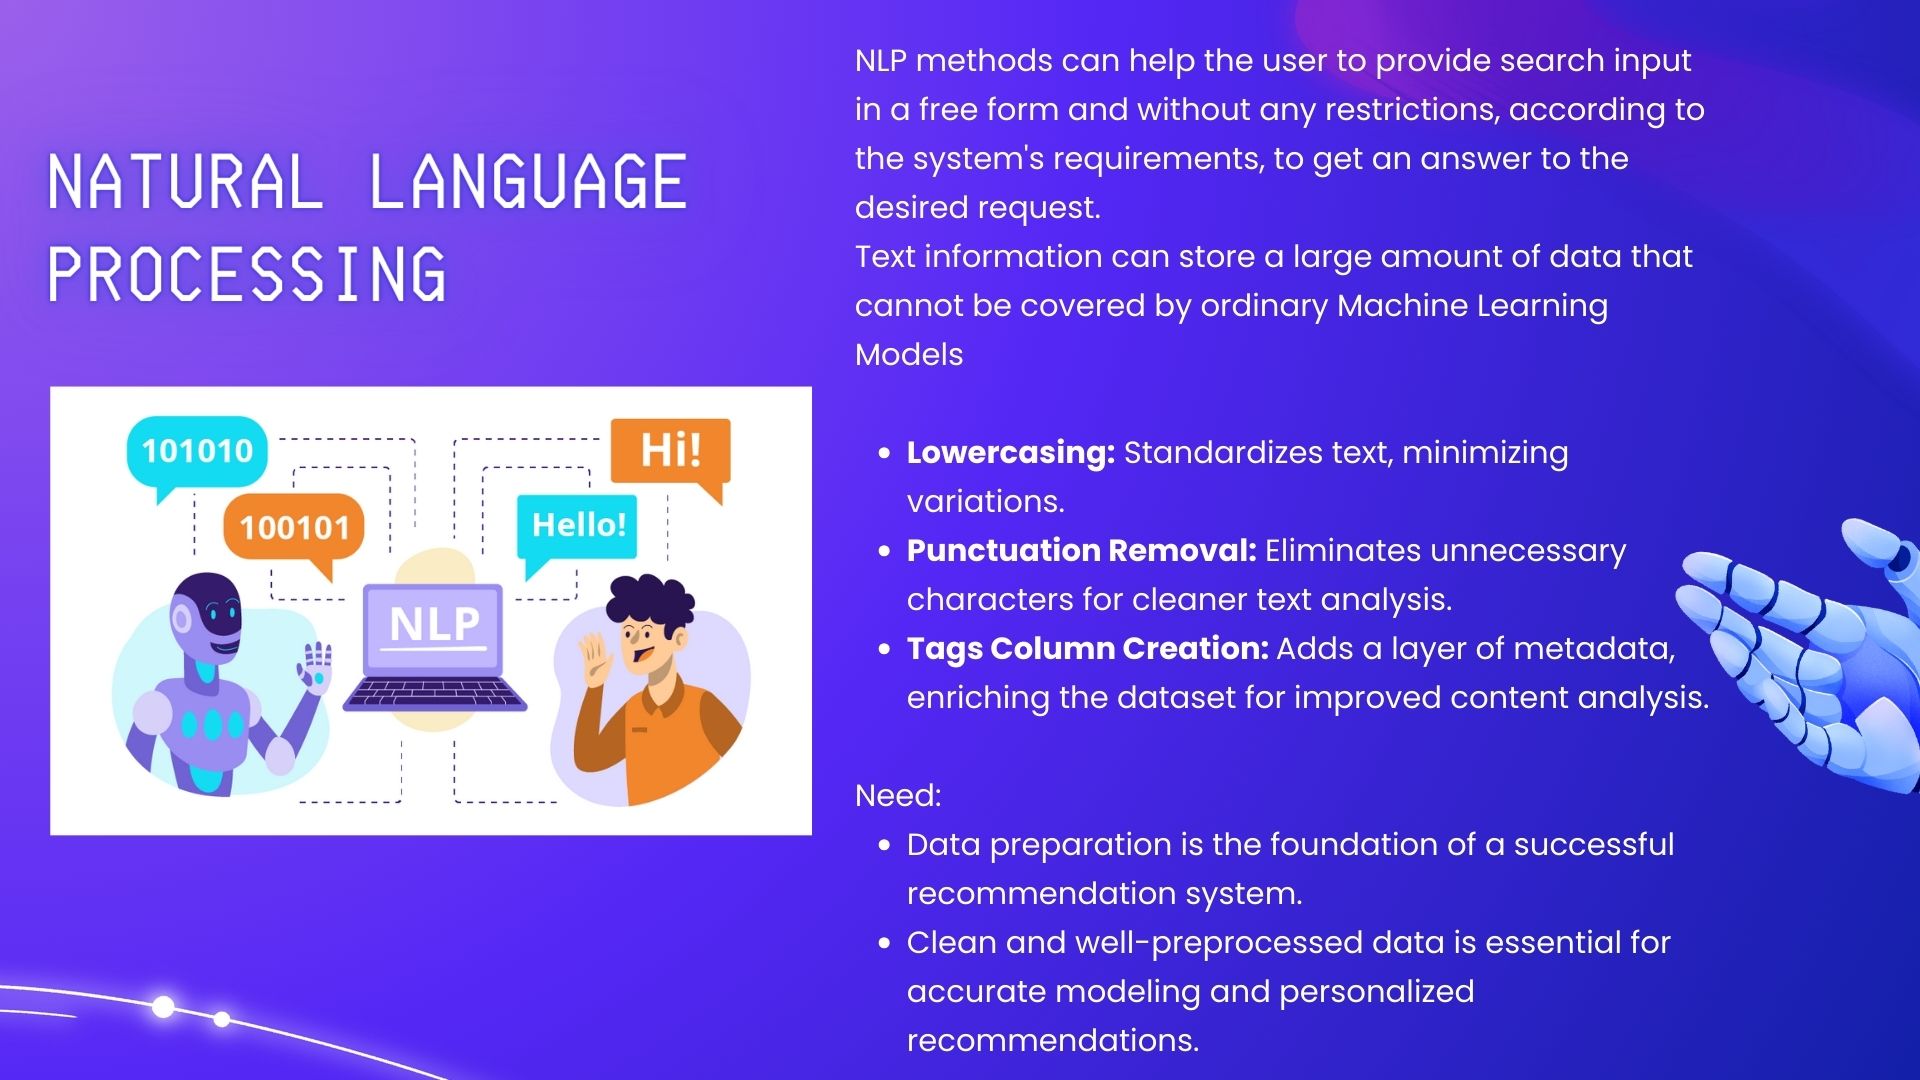 NATURAL LANGUAGE
PROCESSING
101010
100101
Hi!
Hello!
NLP
NLP methods can help the user to provide search input
in a free form and without any restrictions, according to
the system's requirements, to get an answer to the
desired request.
Text information can store a large amount of data that
cannot be covered by ordinary Machine Learning
Models
• Lowercasing: Standardizes text, minimizing
variations.
• Punctuation Removal: Eliminates unnecessary
characters for cleaner text analysis.
• Tags Column Creation: Adds a layer of metadata,
enriching the dataset for improved content analysis.
Need:
• Data preparation is the foundation of a successful
recommendation system.
• Clean and well-preprocessed data is essential for
accurate modeling and personalized
recommendations.